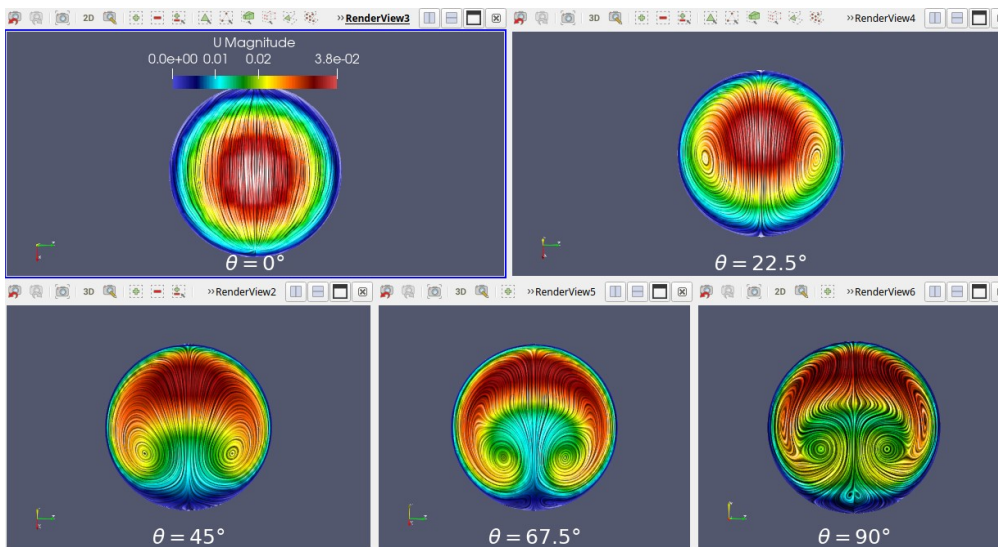 2D
»RenderView3
3D
»RenderView4
U Magnitude
0.0e+00 0.01 0.02 3.8e-02
θ = 0°
θ = 22.5°
3D
»RenderView2
3D
»RenderView5
2D
»RenderView6
θ = 45°
θ = 67.5°
θ = 90°